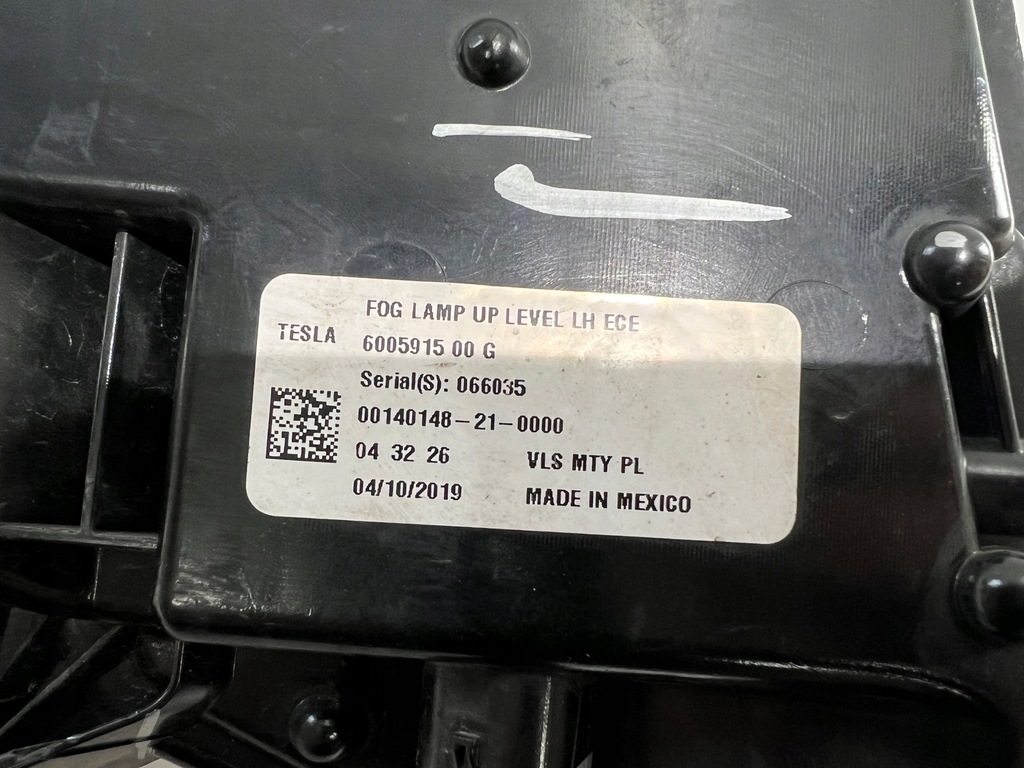 FOG LAMP UP LEVEL LH ECE
TESLA
6005915 00 G
Serial(S): 066035
00140148-21-0000
04 32 26 VLS MTY PL
04/10/2019 MADE IN MEXICO